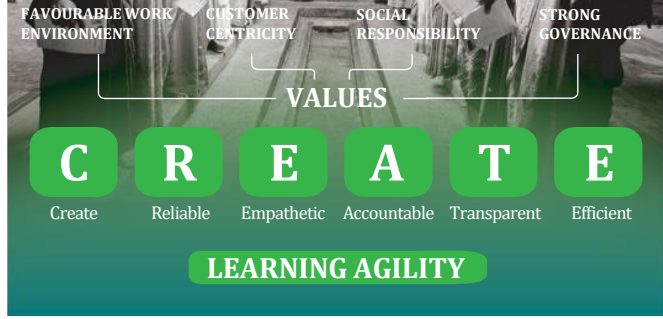 FAVOURABLE WORK
ENVIRONMENT
CUSTOMER
CENTRICITY
SOCIAL
RESPONSIBILITY
STRONG
GOVERNANCE
VALUES
C R E A T E
Create Reliable Empathetic Accountable Transparent Efficient
LEARNING AGILITY